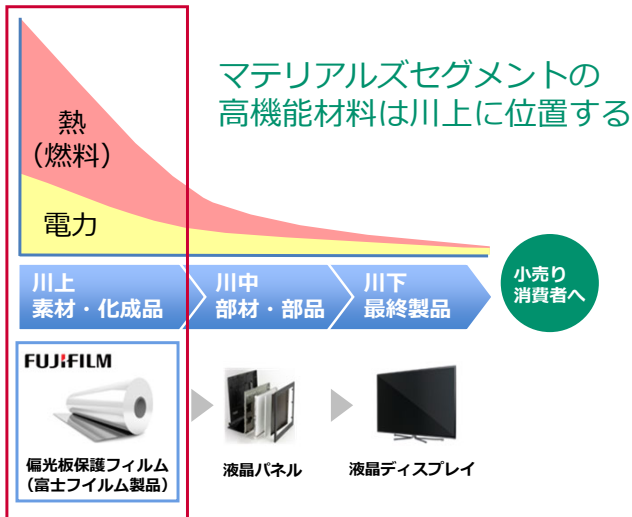 マテリアルズセグメントの
高機能材料は川上に位置する
熱
（燃料）
電力
川上
素材・化成品
川中
部材・部品
川下
最終製品
小売り
消費者へ
FUJIFILM
偏光板保護フィルム
（富士フイルム製品）
液晶パネル
液晶ディスプレイ